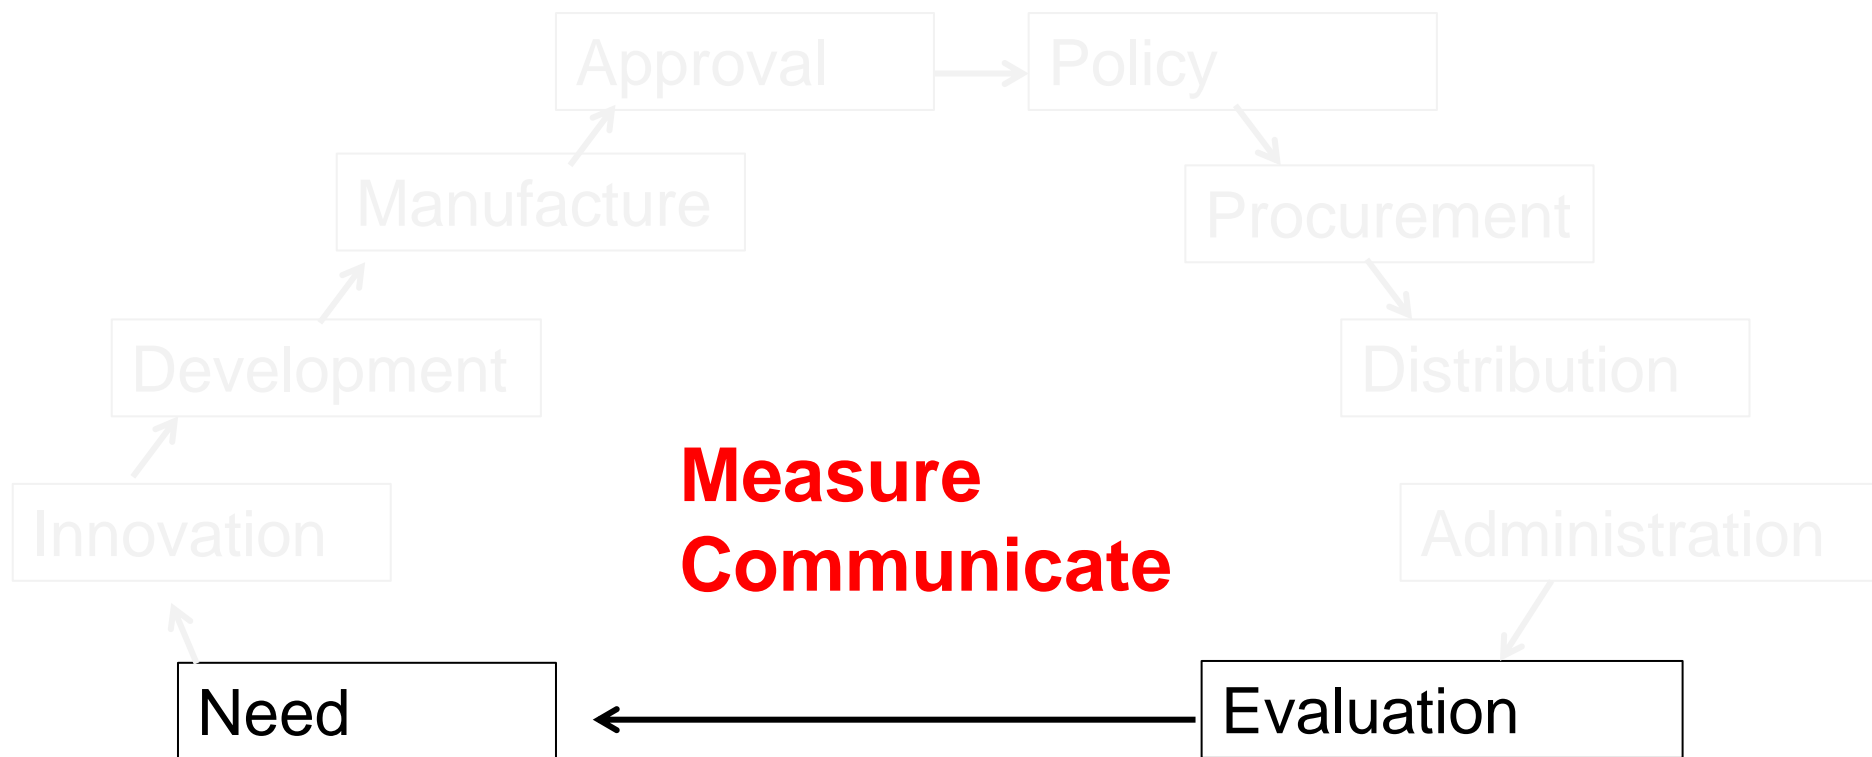 Approval
Policy
Manufacture
Procurement
Development
Distribution
Measure
Communicate
Innovation
Administration
Need
Evaluation